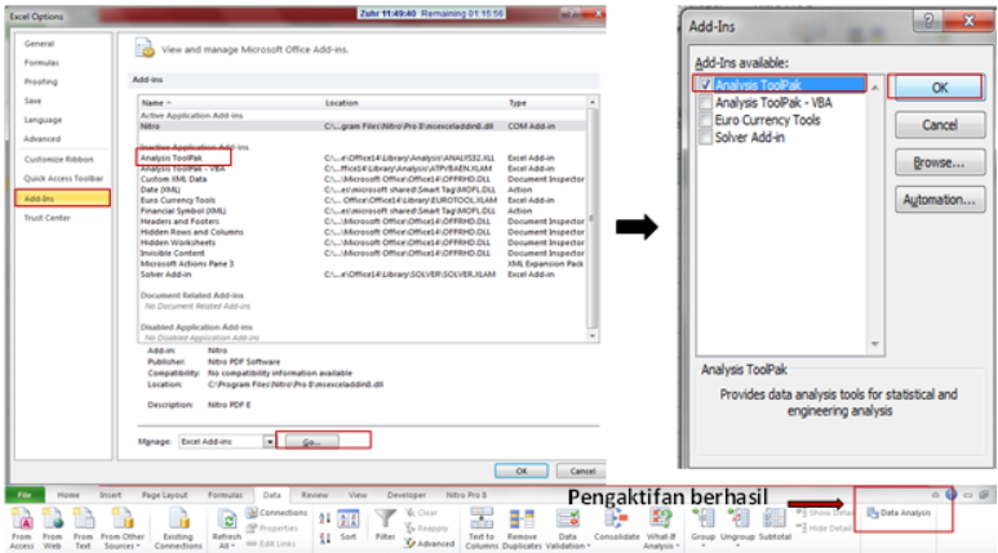 Excel Options
Zuhr 11:49:40 Remaining 01:15:56
General
Formulas
Proofing
Save
Language
Advanced
Customize Ribbon
Quick Access Toolbar
Add-Ins
Trust Center
View and manage Microsoft Office Add-ins.
Add-ins
Name Location Type
Active Application Add-ins
Nitro C:\...gram Files\Nitro\Pro 8\msexceladdin8.dll COM Add-in
Inactive Application Add-ins
Analysis ToolPak C:\...e\Office14\Library\Analysis\ANALYS32.XLL Excel Add-in
Analysis ToolPak - VBA C:\...ffice14\Library\Analysis\ATPVBAEN.XLAM Excel Add-in
Custom XML Data C:\...\Microsoft Office\Office14\OFFRHD.DLL Document Inspector
Date (XML) C:\...es\microsoft shared\Smart Tag\MOFL.DLL Action
Euro Currency Tools C:\... Office\Office14\Library\EUROTOOL.XLAM Excel Add-in
Financial Symbol (XML) C:\...es\microsoft shared\Smart Tag\MOFL.DLL Action
Headers and Footers C:\...\Microsoft Office\Office14\OFFRHD.DLL Document Inspector
Hidden Rows and Columns C:\...\Microsoft Office\Office14\OFFRHD.DLL Document Inspector
Hidden Worksheets C:\...\Microsoft Office\Office14\OFFRHD.DLL Document Inspector
Invisible Content C:\...\Microsoft Office\Office14\OFFRHD.DLL Document Inspector
Microsoft Actions Pane 3 XML Expansion Pack
Solver Add-in C:\...e\Office14\Library\SOLVER\SOLVER.XLAM Excel Add-in
Document Related Add-ins
No Document Related Add-ins
Disabled Application Add-ins
No Disabled Application Add-ins
Add-in: Nitro
Publisher: Nitro PDF Software
Compatibility: No compatibility information available
Location: C:\Program Files\Nitro\Pro 8\msexceladdin8.dll
Description: Nitro PDF E
Manage: Excel Add-ins Go...
OK Cancel
Add-Ins
Add-Ins available:
Analysis ToolPak
Analysis ToolPak - VBA
Euro Currency Tools
Solver Add-in
OK
Cancel
Browse...
Automation...
Analysis ToolPak
Provides data analysis tools for statistical and
engineering analysis
File Home Insert Page Layout Formulas Data Review View Developer Nitro Pro 8
Pengaktifan berhasil
From Access
From Web
From Text
From Other Sources
Existing Connections
Refresh All
Connections
Properties
Edit Links
Sort
Filter
Clear
Reapply
Advanced
Text to Columns
Remove Duplicates
Data Validation
Consolidate
What-If Analysis
Group
Ungroup
Subtotal
Show Detail
Hide Detail
Data Analysis